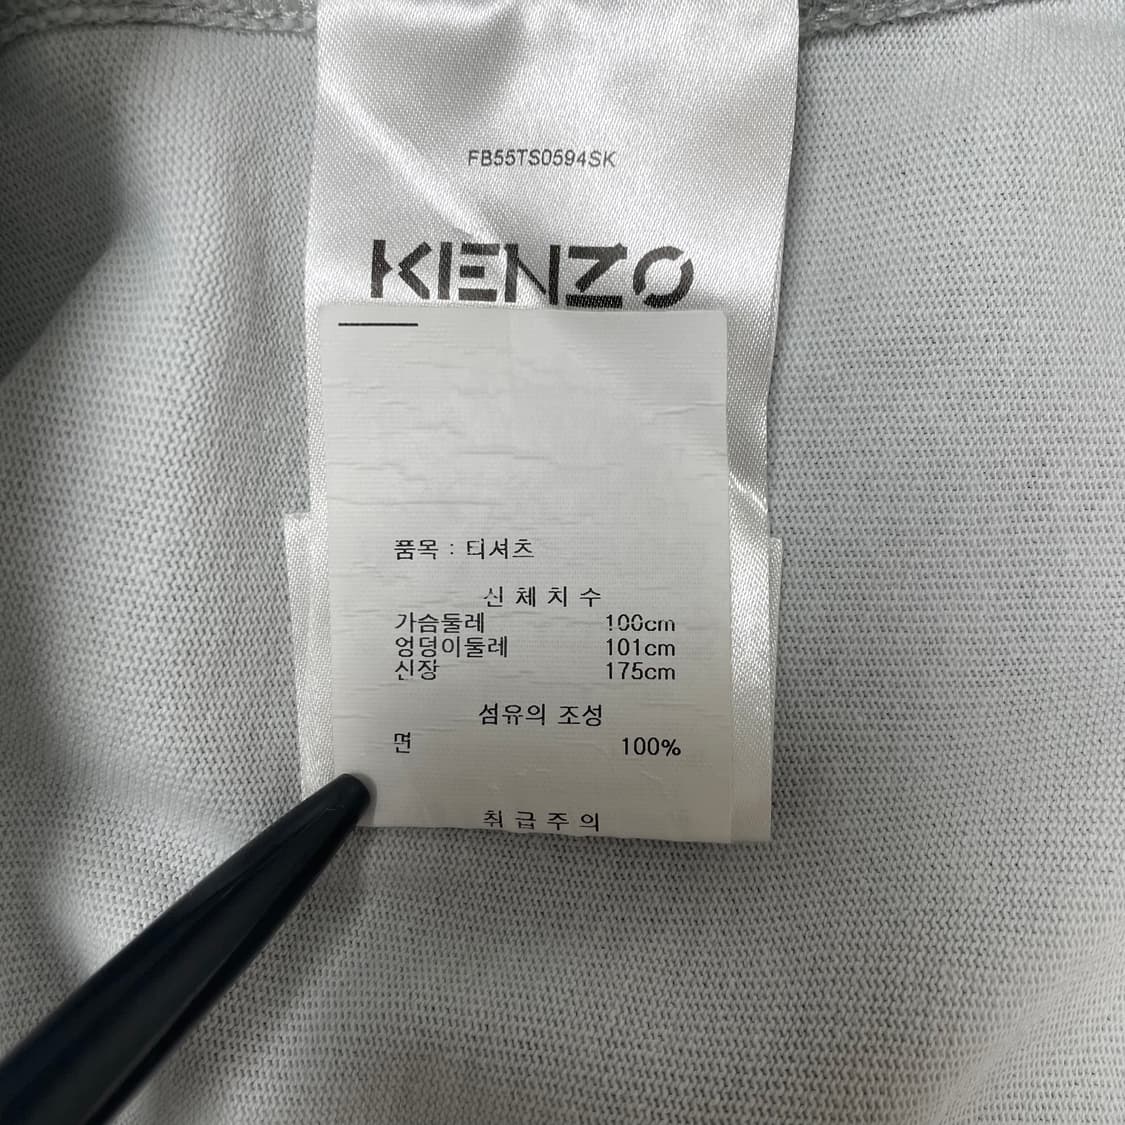 FB55TS0594SK
KENZO
품목 : 티셔츠
신 체 치 수
가슴둘레 100cm
엉덩이둘레 101cm
신장 175cm
섬유의 조성
면 100%
취 급 주 의